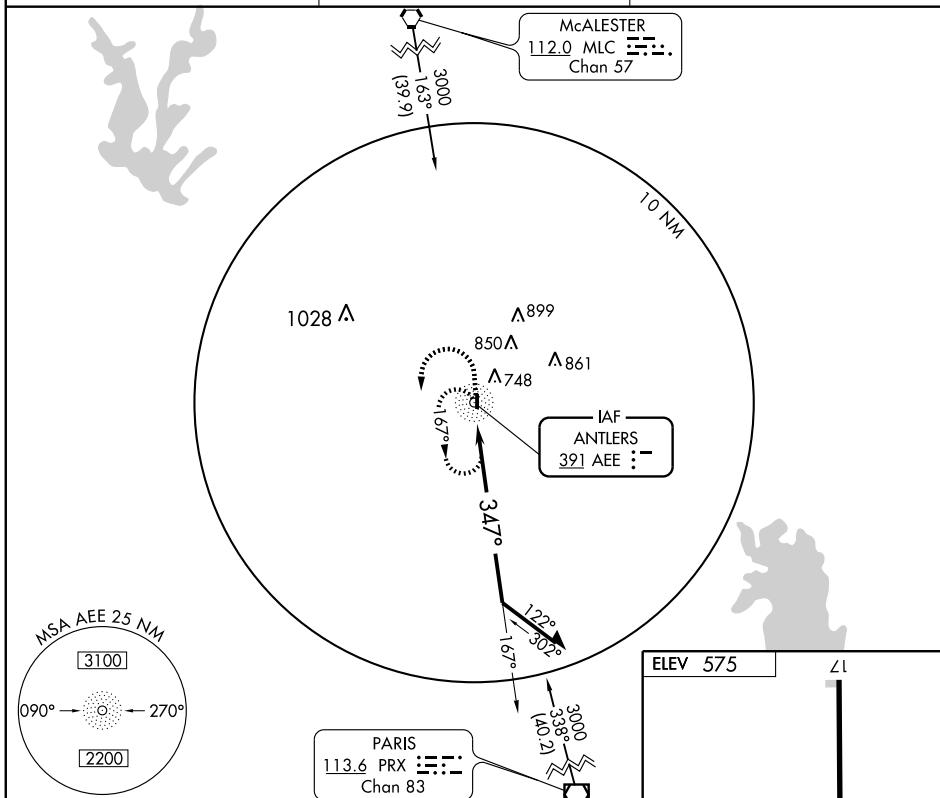 McALESTER
112.0 MLC
Chan 57
3000
163°
(39.9)
10 NM
1028
899
850
861
748
167°
IAF
ANTLERS
391 AEE
347°
122°
302°
167°
MSA AEE 25 NM
3100
090°
270°
2200
ELEV 575
17
3000
338°
(40.2)
PARIS
113.6 PRX
Chan 83